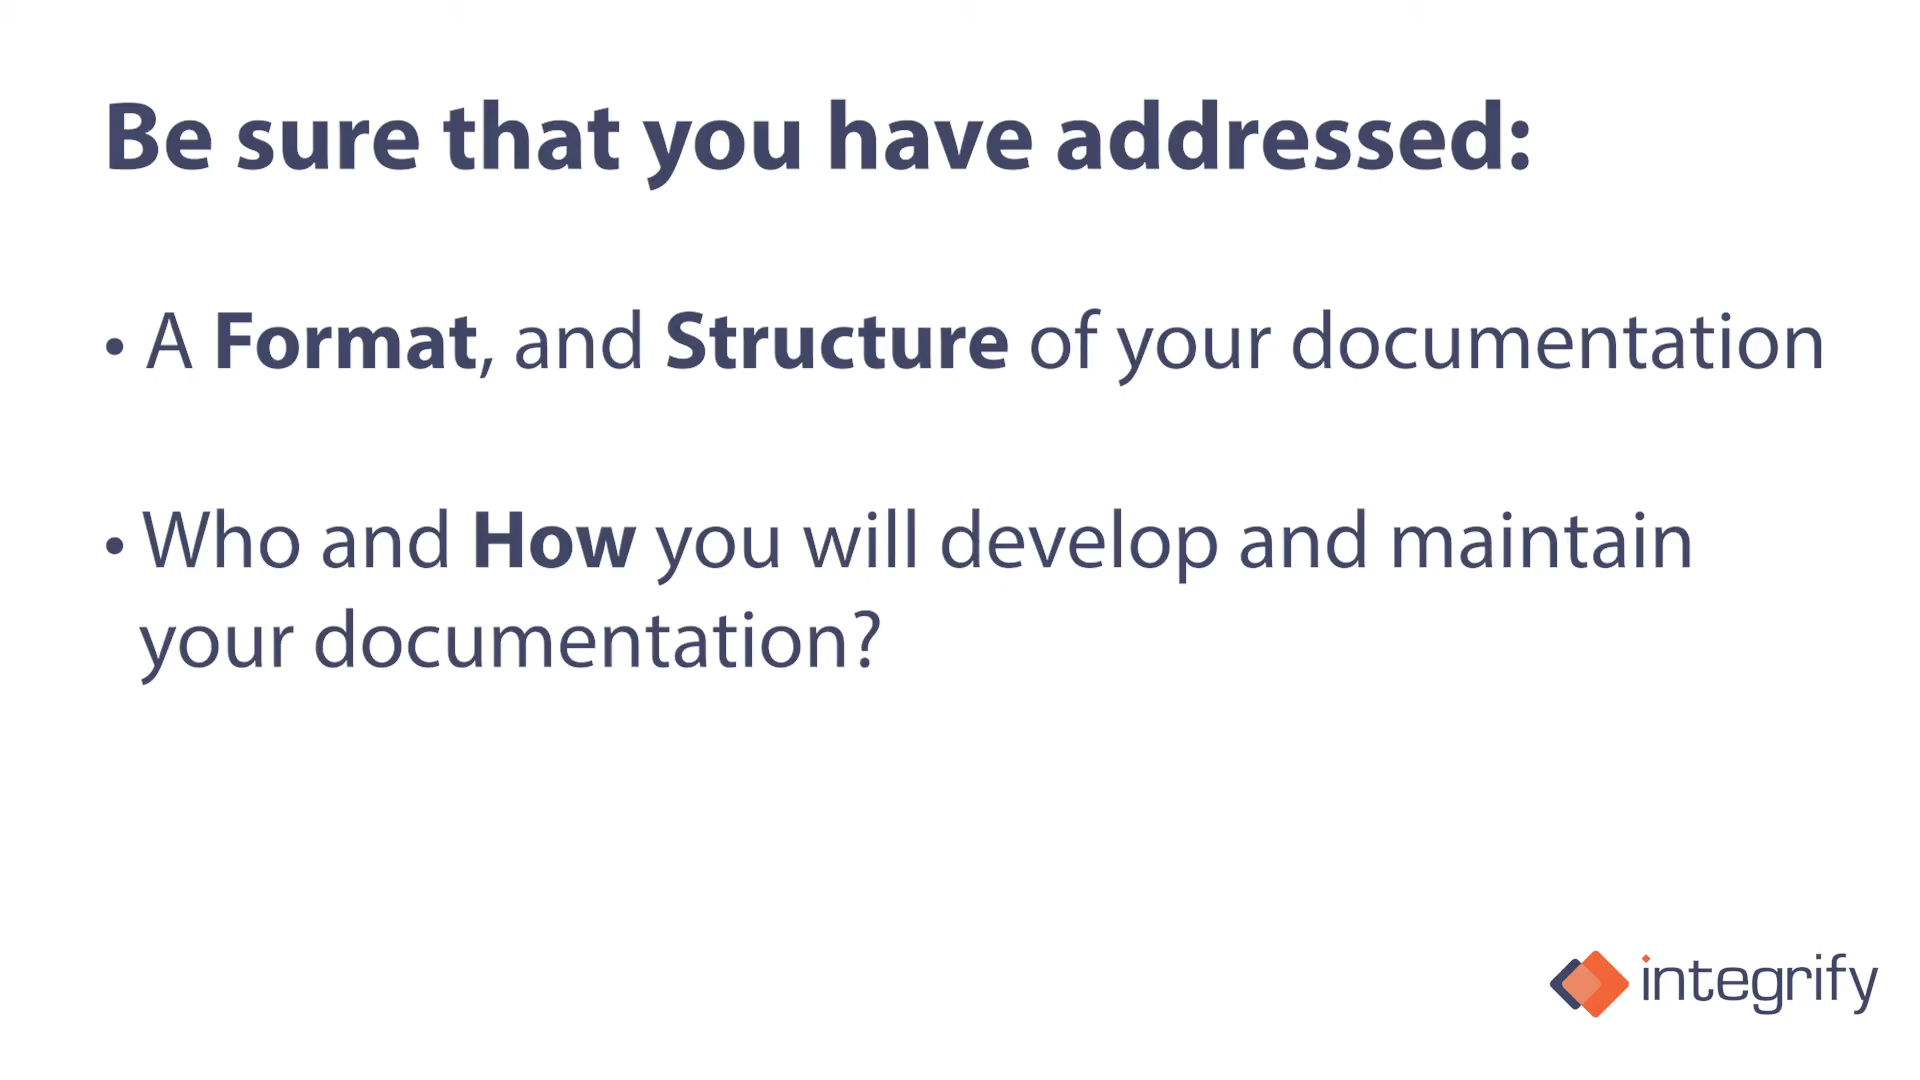 Be sure that you have addressed:
• A Format, and Structure of your documentation
• Who and How you will develop and maintain
your documentation?
integrify